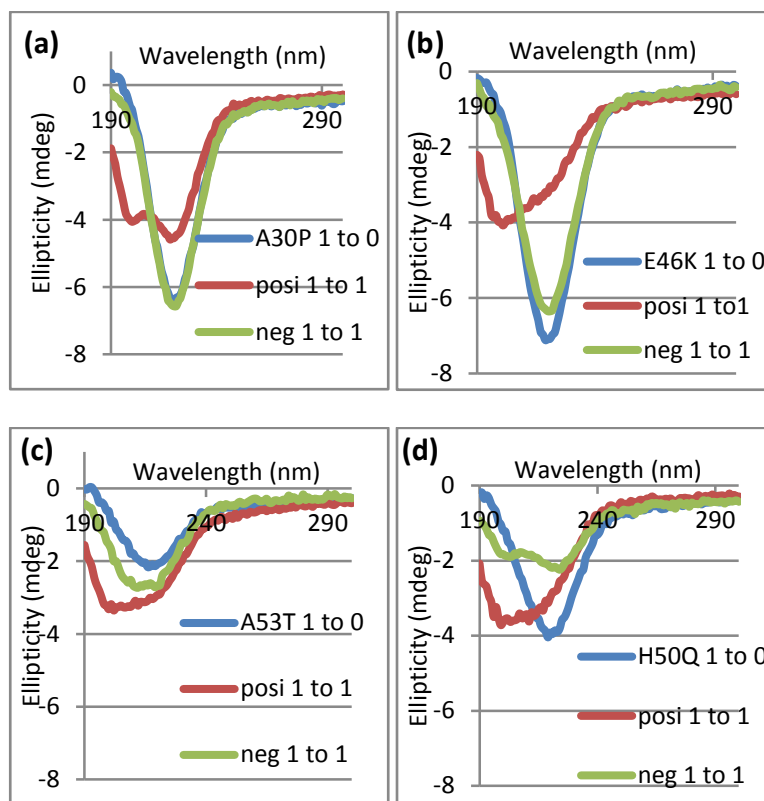 (a)
Wavelength (nm)
0
190
290
-2
-4
-6
-8
Ellipticity (mdeg)
A30P 1 to 0
posi 1 to 1
neg 1 to 1
(b)
Wavelength (nm)
0
190
290
-2
-4
-6
-8
Ellipticity (mdeg)
E46K 1 to 0
posi 1 to1
neg 1 to 1
(c)
Wavelength (nm)
0
190
240
290
-2
-4
-6
-8
Ellipticity (mdeg)
A53T 1 to 0
posi 1 to 1
neg 1 to 1
(d)
Wavelength (nm)
0
190
240
290
-2
-4
-6
-8
Ellipticity (mdeg)
H50Q 1 to 0
posi 1 to 1
neg 1 to 1